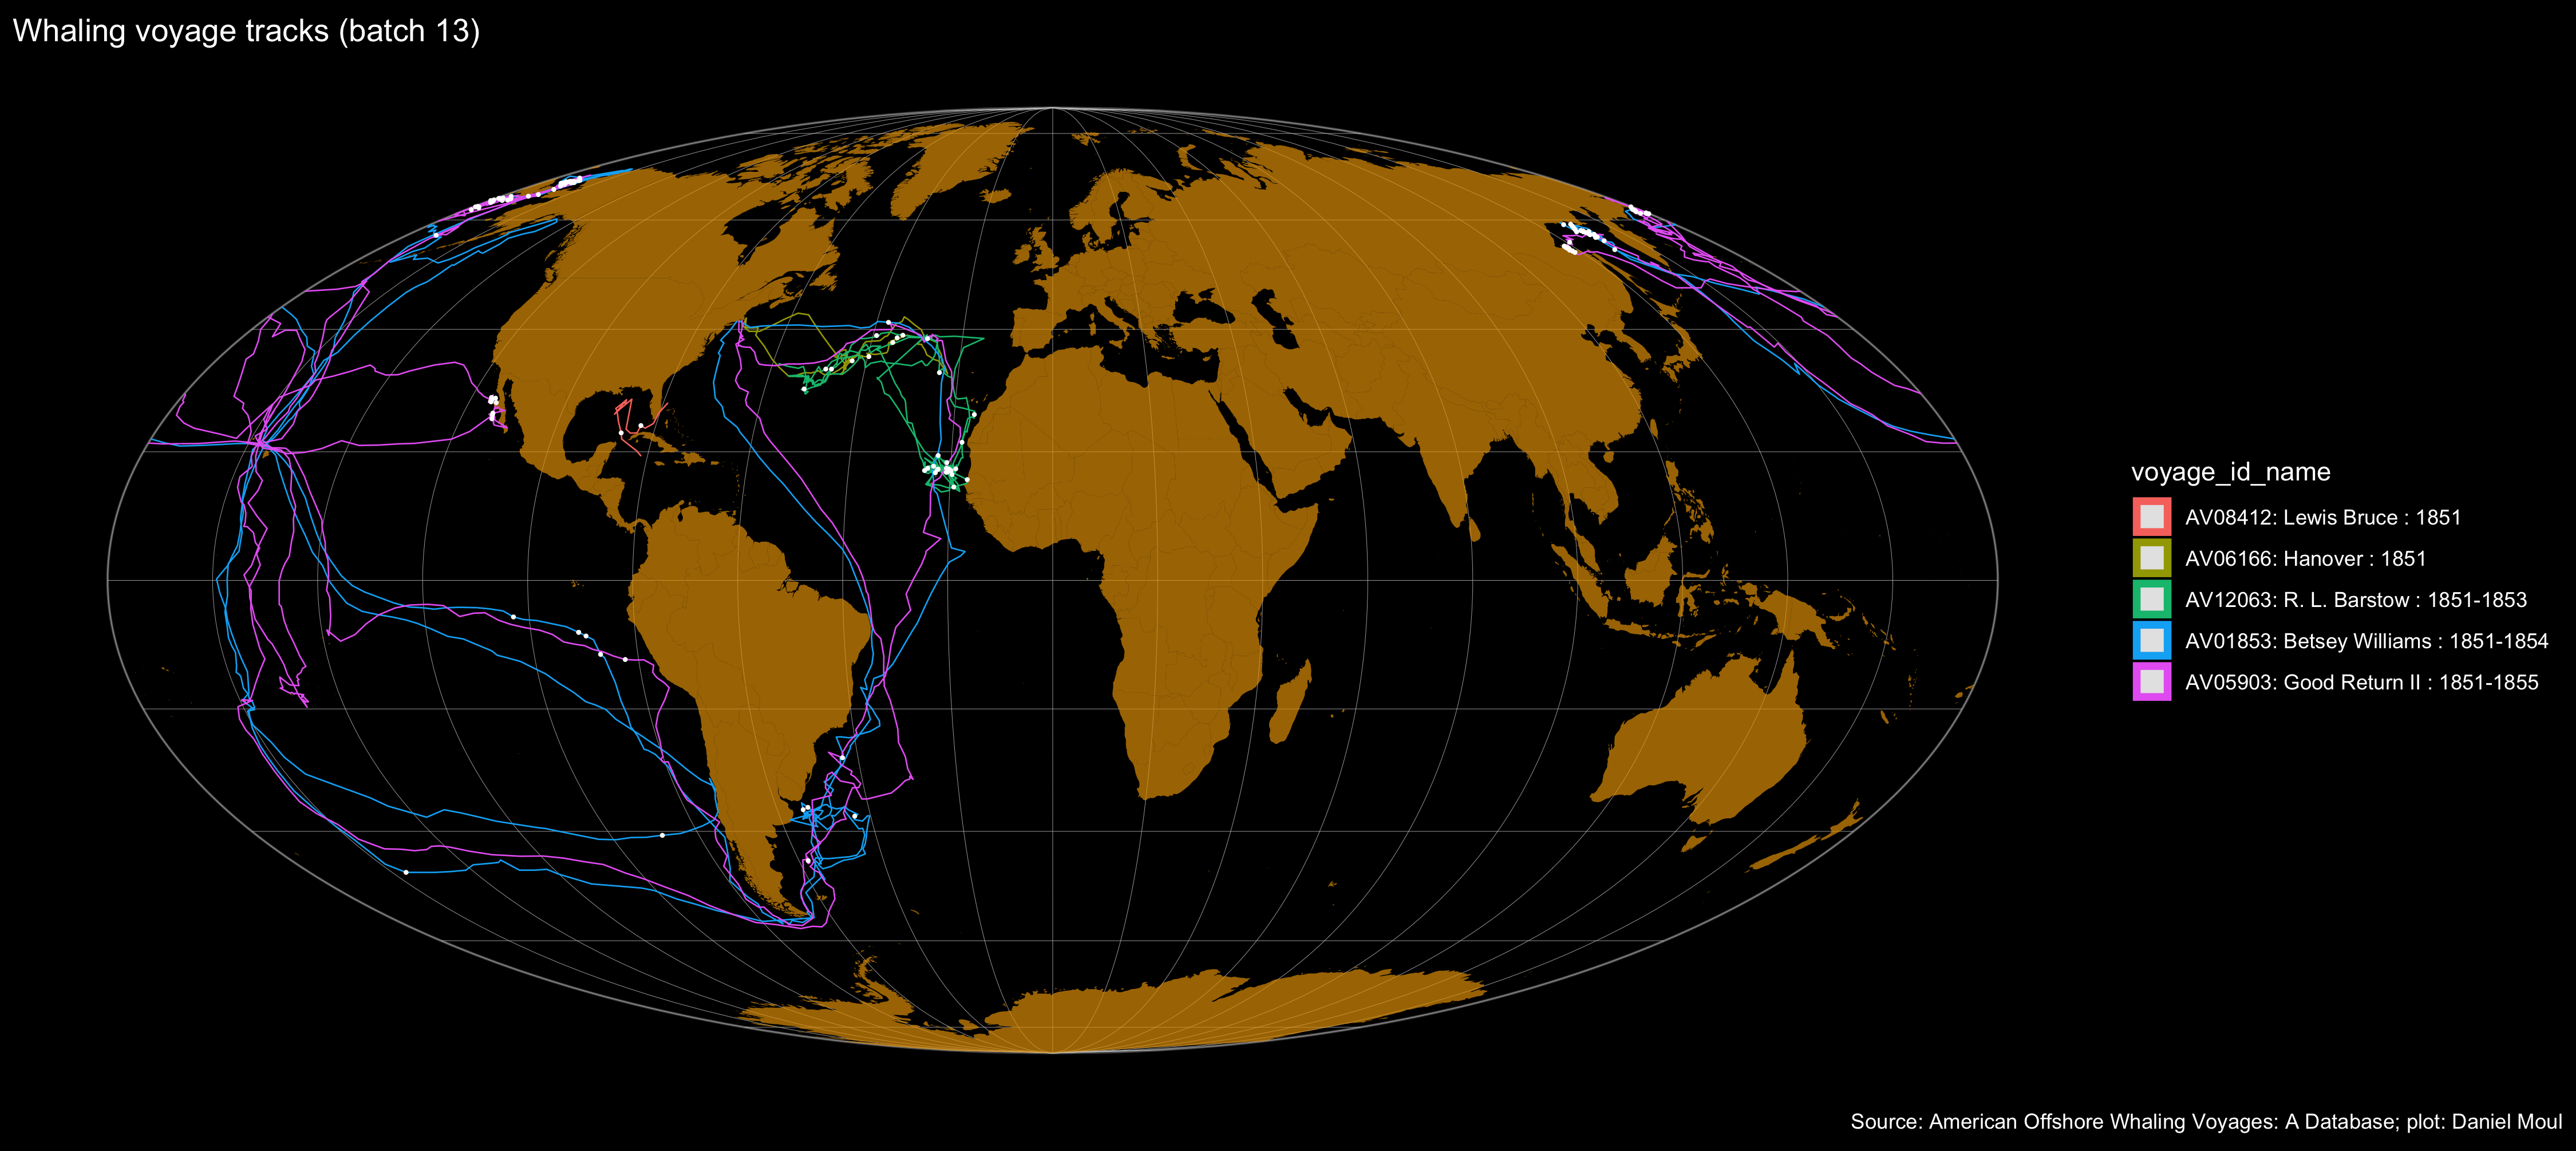 Whaling voyage tracks (batch 13)
voyage_id_name
AV08412: Lewis Bruce : 1851
AV06166: Hanover : 1851
AV12063: R. L. Barstow : 1851-1853
AV01853: Betsey Williams : 1851-1854
AV05903: Good Return II : 1851-1855
Source: American Offshore Whaling Voyages: A Database; plot: Daniel Moul